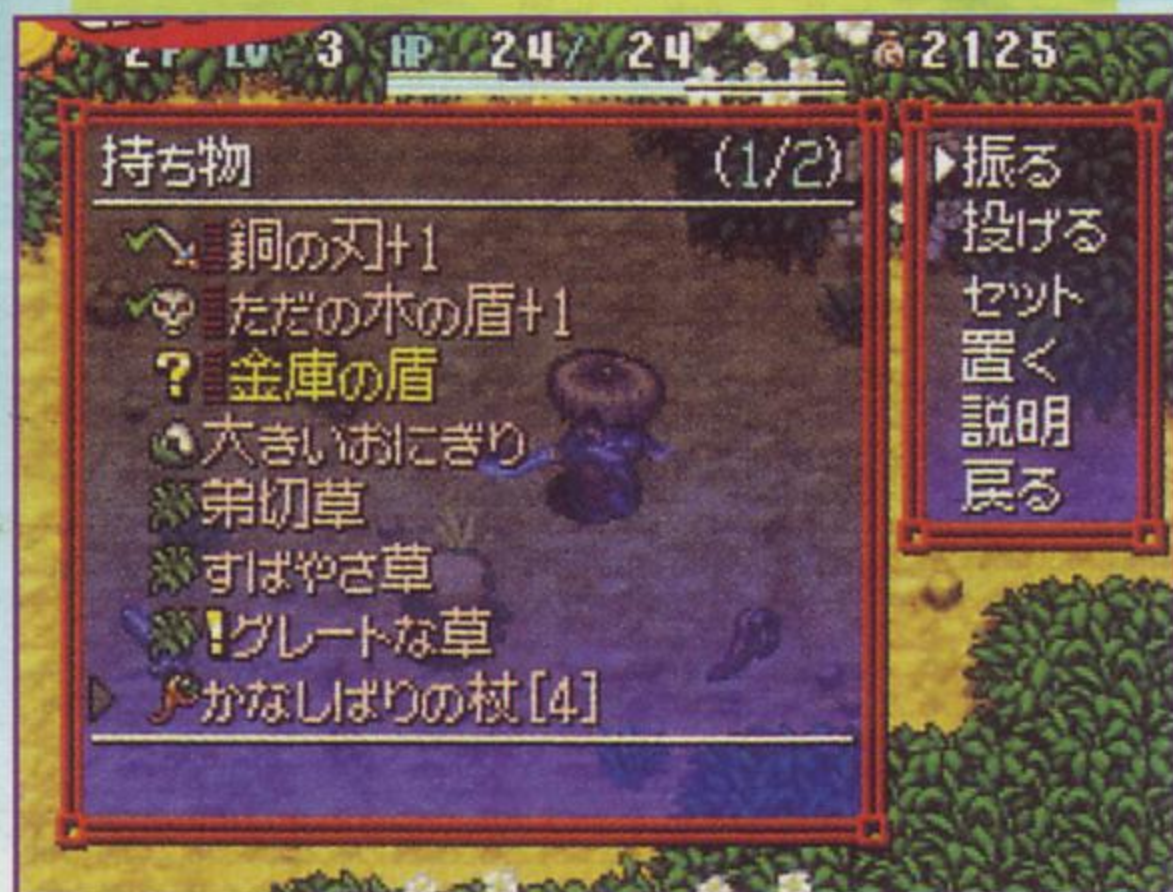 2F LV 3 HP 24/ 24 2125
持ち物 (1/2)
銅の刃+1
ただの木の盾+1
?金庫の盾
大きいおにぎり
弟切草
すばやさ草
!グレートな草
かなしばりの杖[4]
振る
投げる
セット
置く
説明
戻る